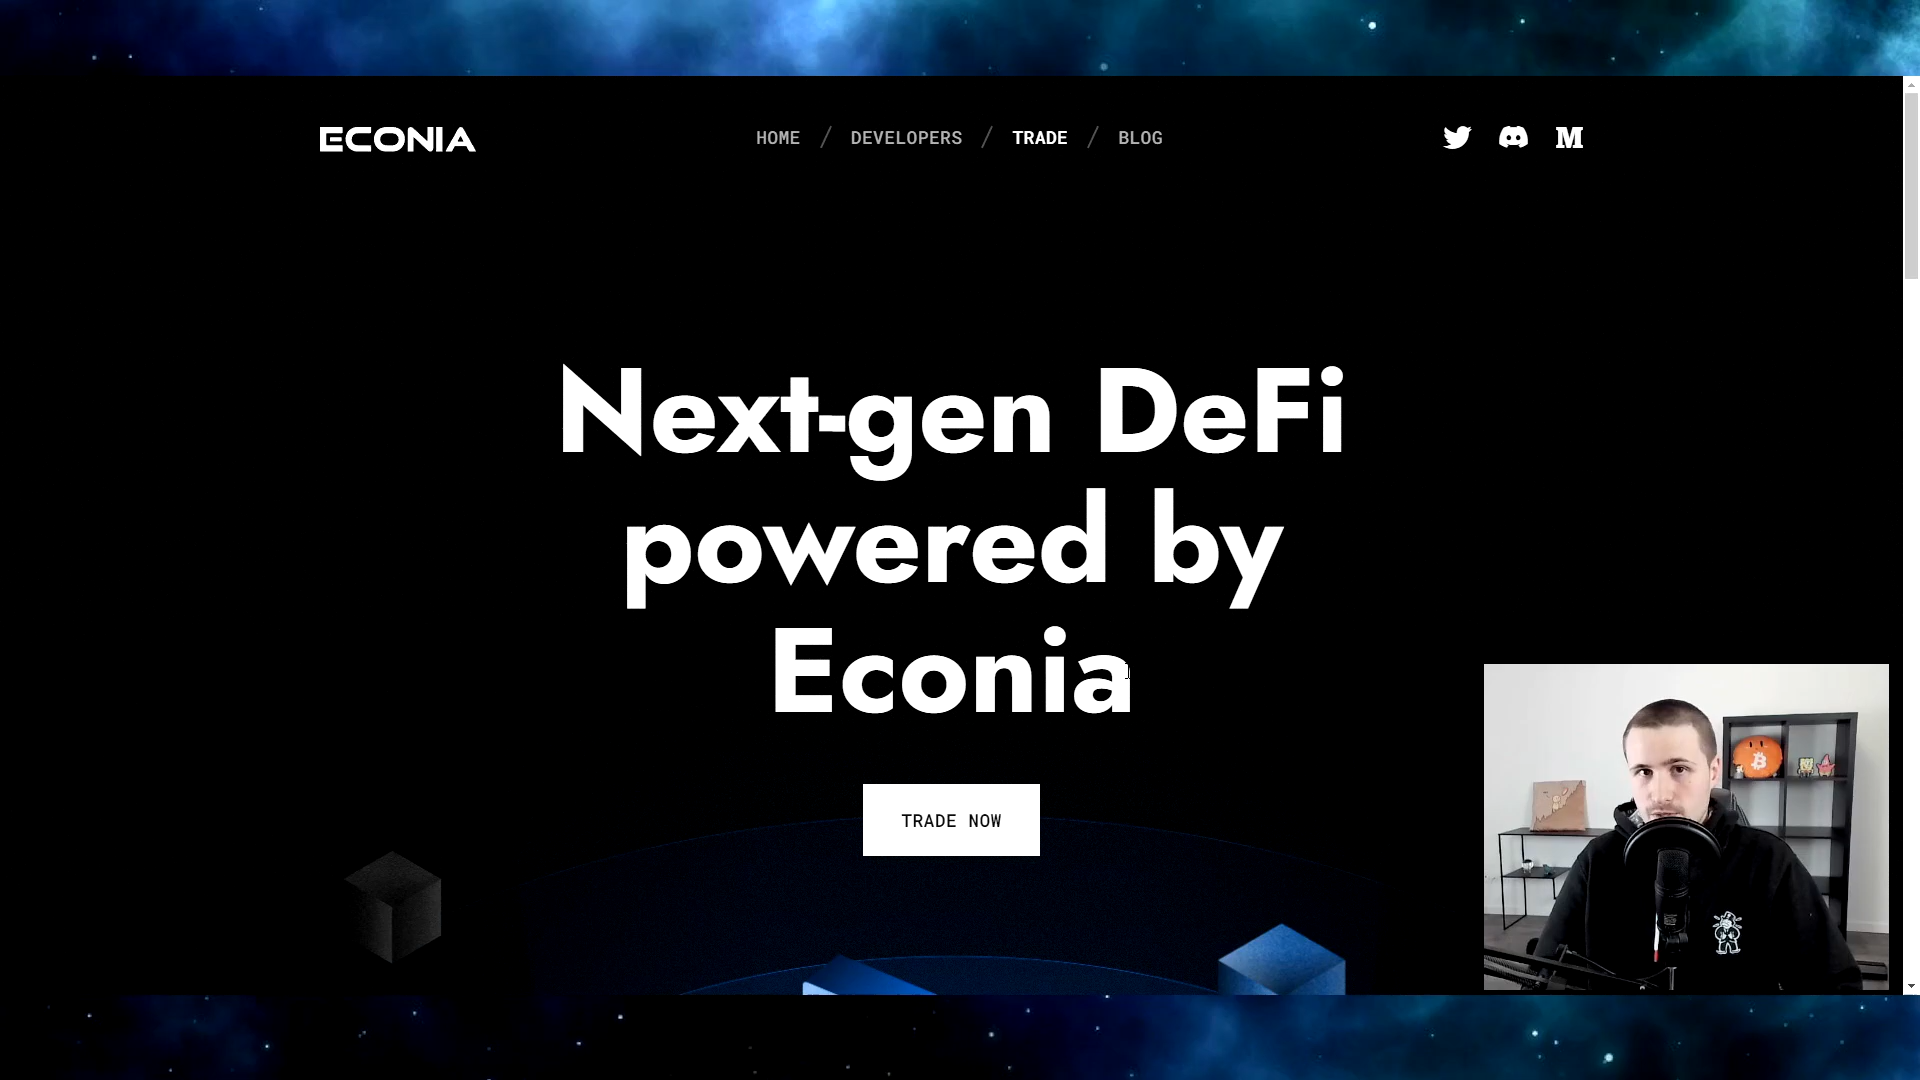 ECONIA
HOME / DEVELOPERS / TRADE / BLOG
Next-gen DeFi
powered by
Econia
TRADE NOW